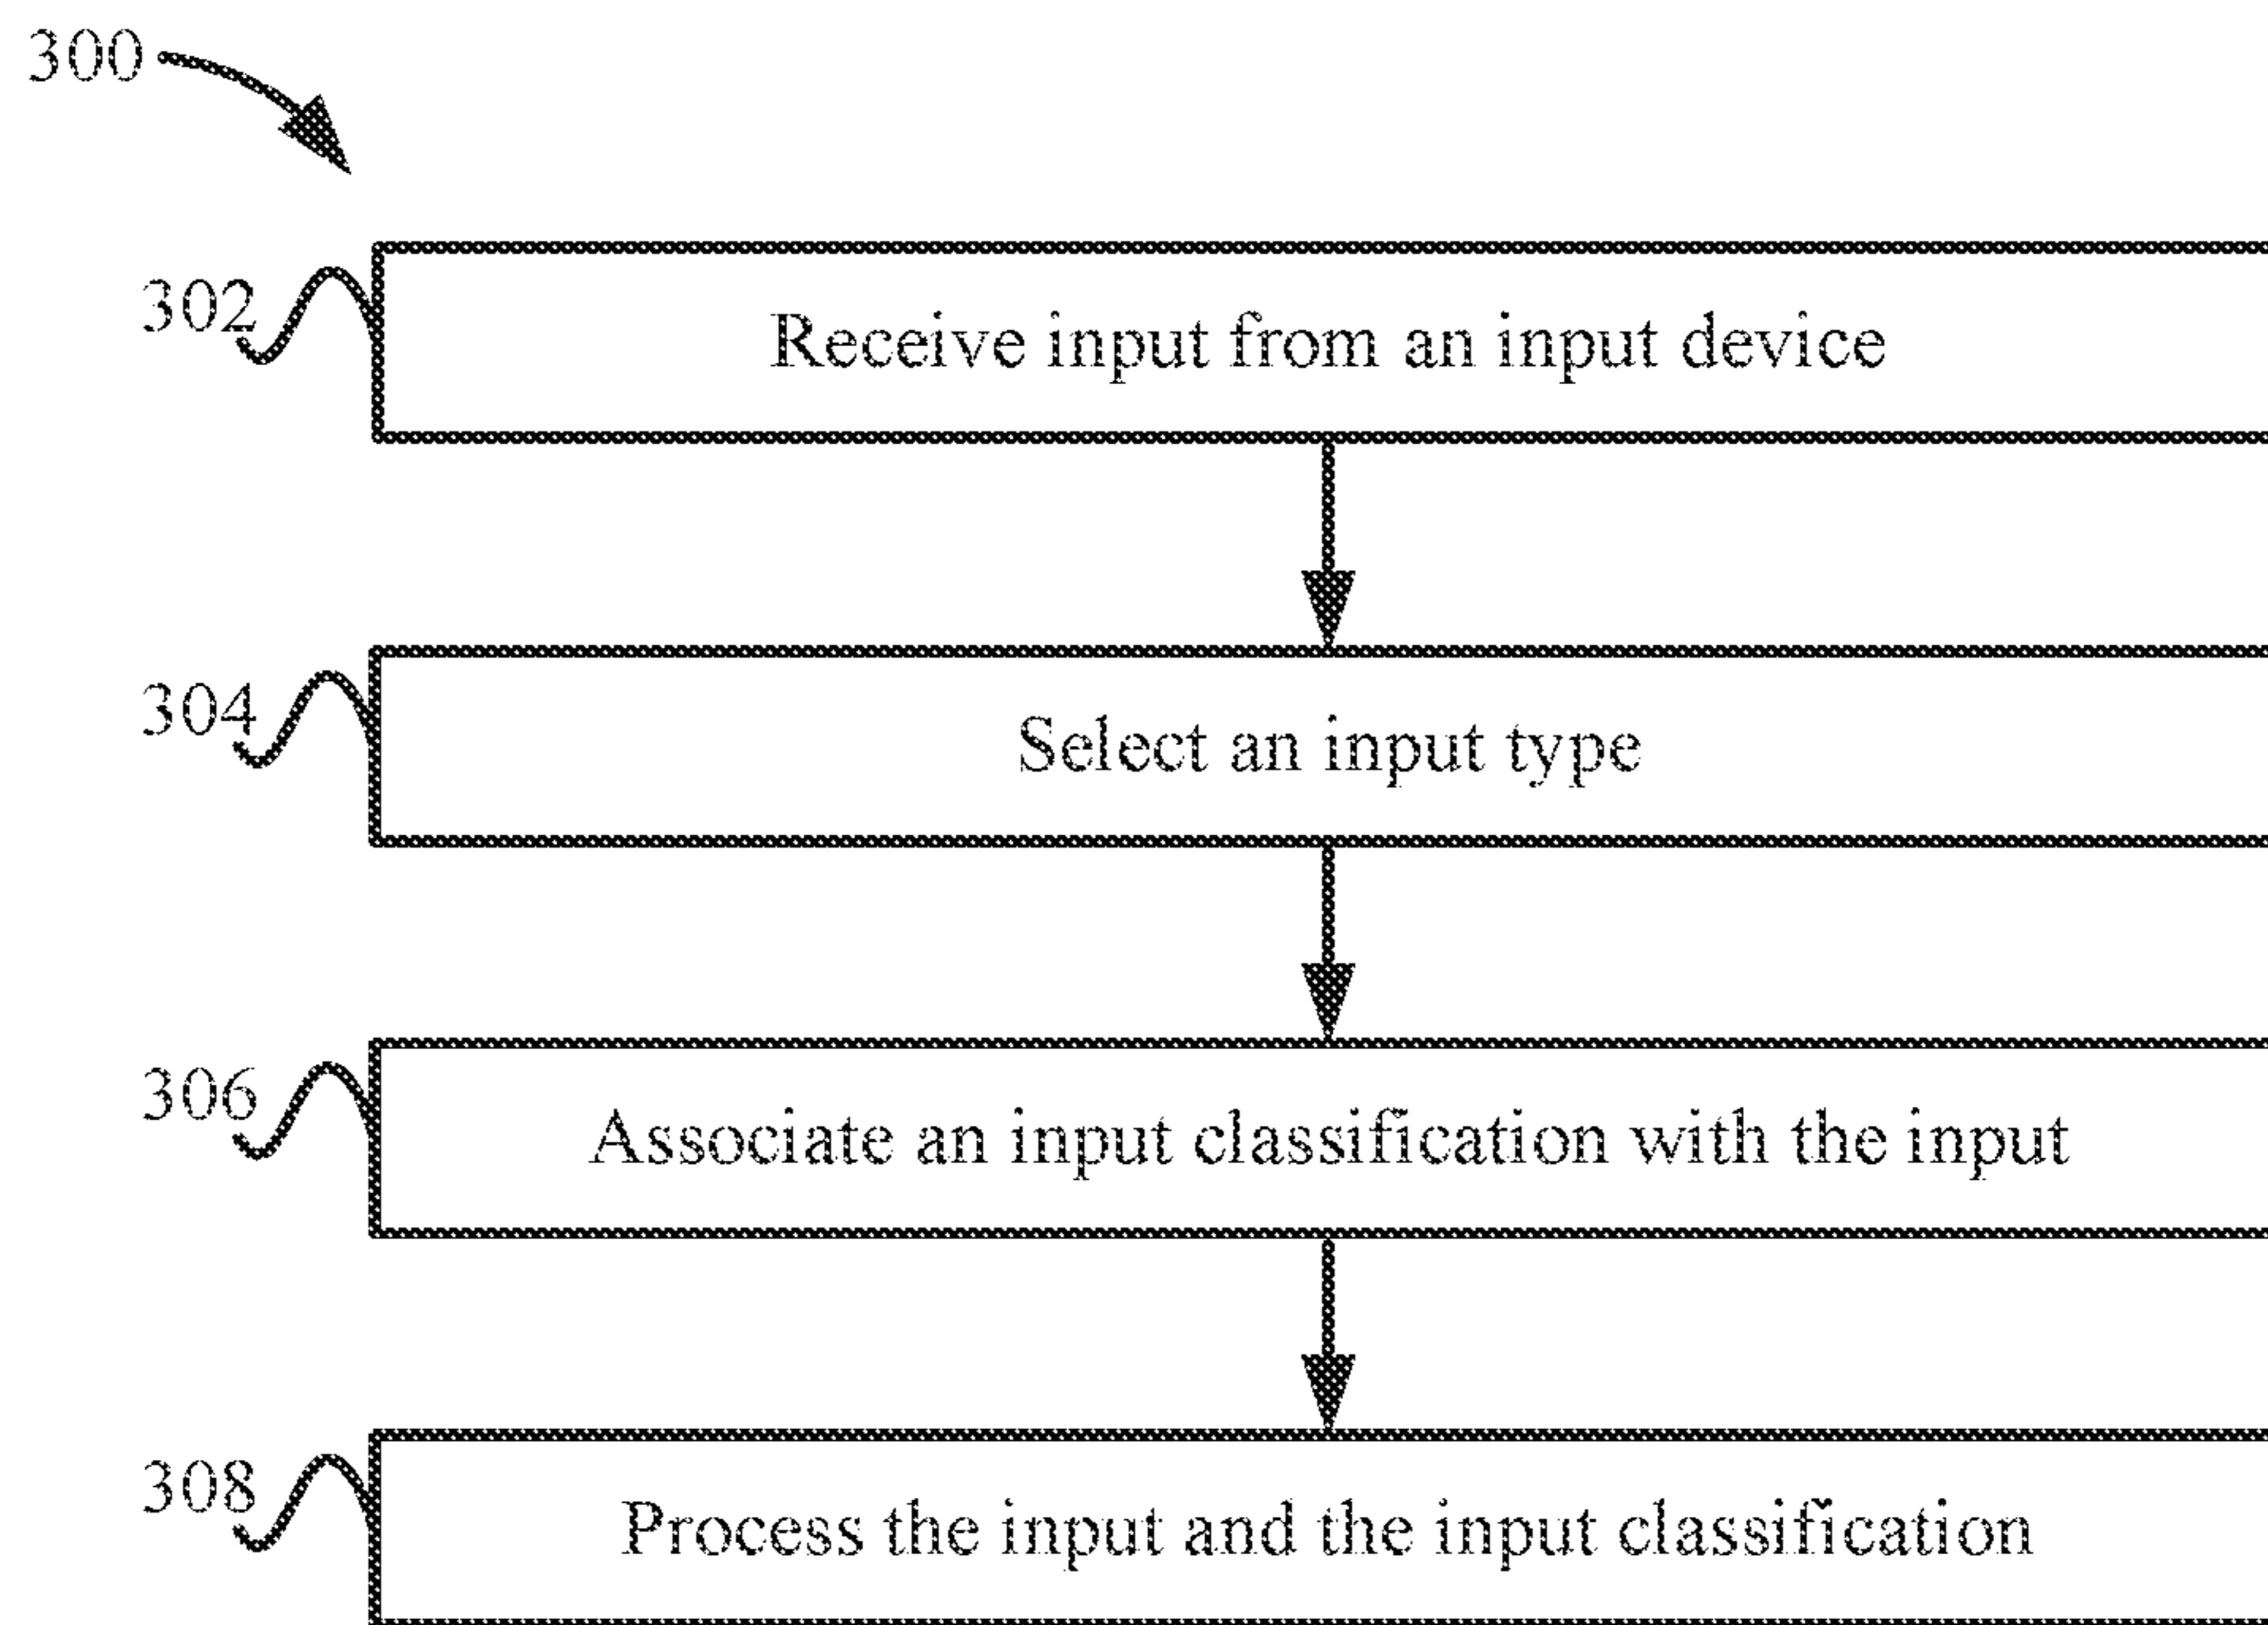 300
302
Receive input from an input device
304
Select an input type
306
Associate an input classification with the input
308
Process the input and the input classification